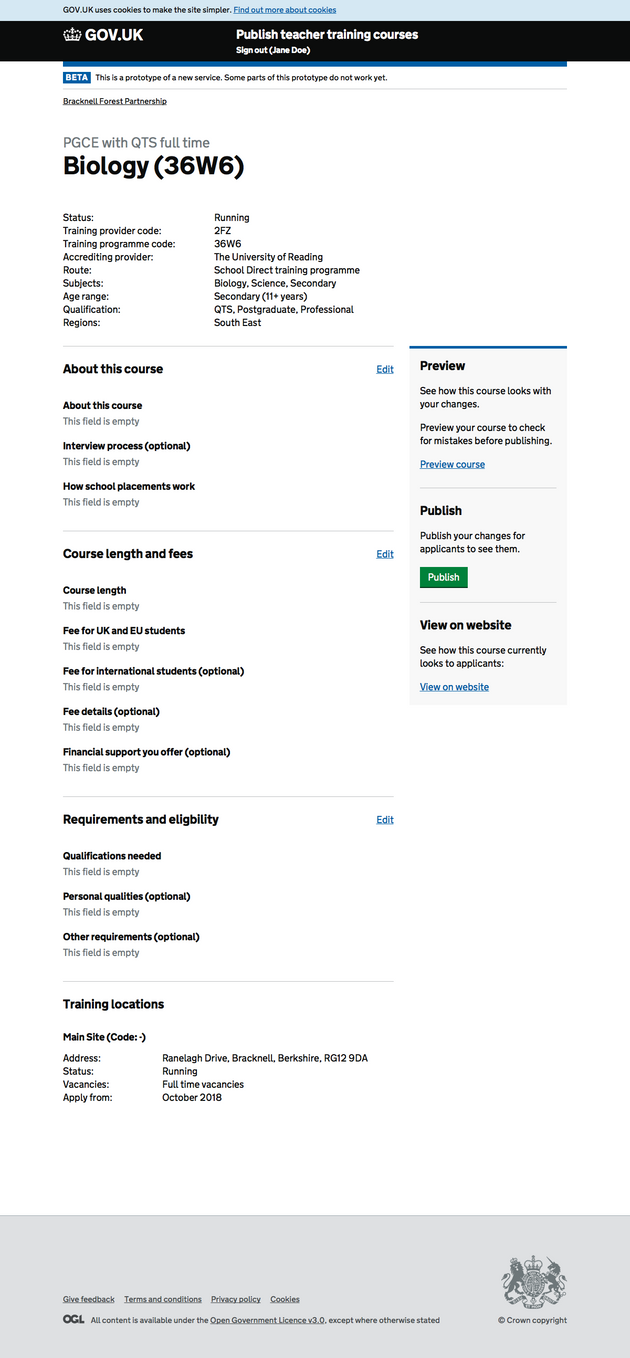 GOV.UK uses cookies to make the site simpler. Find out more about cookies
GOV.UK
Publish teacher training courses
Sign out (Jane Doe)
BETA This is a prototype of a new service. Some parts of this prototype do not work yet.
Bracknell Forest Partnership
PGCE with QTS full time
Biology (36W6)
Status: Running
Training provider code: 2FZ
Training programme code: 36W6
Accrediting provider: The University of Reading
Route: School Direct training programme
Subjects: Biology, Science, Secondary
Age range: Secondary (11+ years)
Qualification: QTS, Postgraduate, Professional
Regions: South East
About this course Edit
About this course
This field is empty
Interview process (optional)
This field is empty
How school placements work
This field is empty
Course length and fees Edit
Course length
This field is empty
Fee for UK and EU students
This field is empty
Fee for international students (optional)
This field is empty
Fee details (optional)
This field is empty
Financial support you offer (optional)
This field is empty
Requirements and eligbility Edit
Qualifications needed
This field is empty
Personal qualities (optional)
This field is empty
Other requirements (optional)
This field is empty
Training locations
Main Site (Code: -)
Address: Ranelagh Drive, Bracknell, Berkshire, RG12 9DA
Status: Running
Vacancies: Full time vacancies
Apply from: October 2018
Preview
See how this course looks with
your changes.
Preview your course to check
for mistakes before publishing.
Preview course
Publish
Publish your changes for
applicants to see them.
Publish
View on website
See how this course currently
looks to applicants:
View on website
Give feedback Terms and conditions Privacy policy Cookies
OGL All content is available under the Open Government Licence v3.0, except where otherwise stated
© Crown copyright